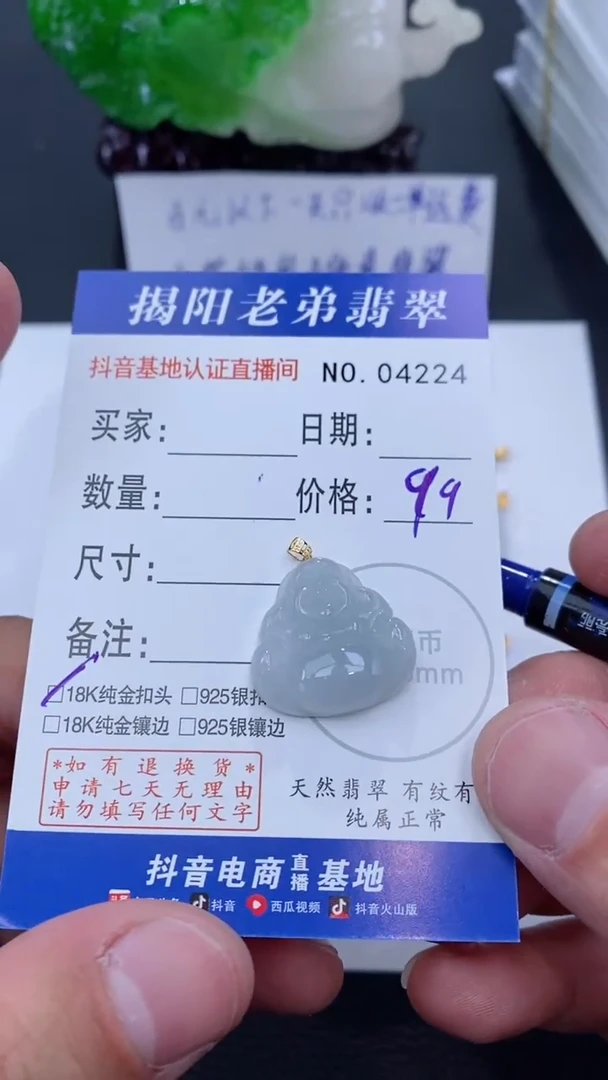 揭阳老弟翡翠
抖音基地认证直播间 NO. 04224
买家: 日期:
数量: 价格: 99
尺寸:
备注:
币
mm
□18K纯金扣头 □925银扣
□18K纯金镶边 □925银镶边
*如有退换货*
申请七天无理由
请勿填写任何文字
天然翡翠 有纹有
纯属正常
抖音电商直播基地
抖音 西瓜视频 抖音火山版